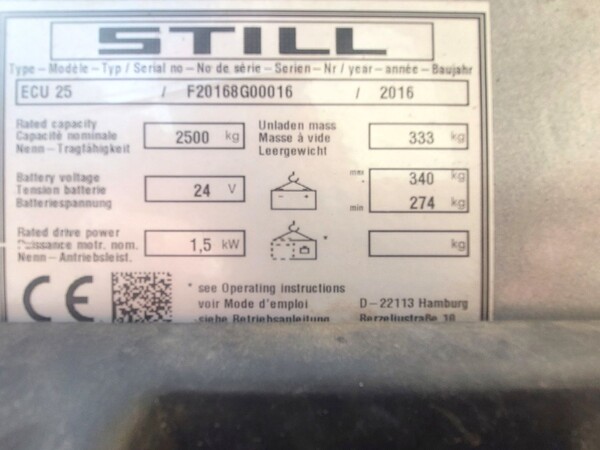 STILL
Type – Modèle – Typ / Serial no – No de série – Serien – Nr / year – année – Baujahr
ECU 25 / F20168G00016 / 2016
Rated capacity
Capacité nominale
Nenn – Tragfähigkeit
2500 kg
Unladen mass
Masse à vide
Leergewicht
333 kg
Battery voltage
Tension batterie
Batteriespannung
24 V
max 340 kg
min 274 kg
Rated drive power
Puissance motr. nom.
Nenn – Antriebsleist.
1,5 kW
* kg
CE
* see Operating instructions
voir Mode d'emploi
siehe Betriebsanleitung
D – 22113 Hamburg
Berzeliusstraße 10